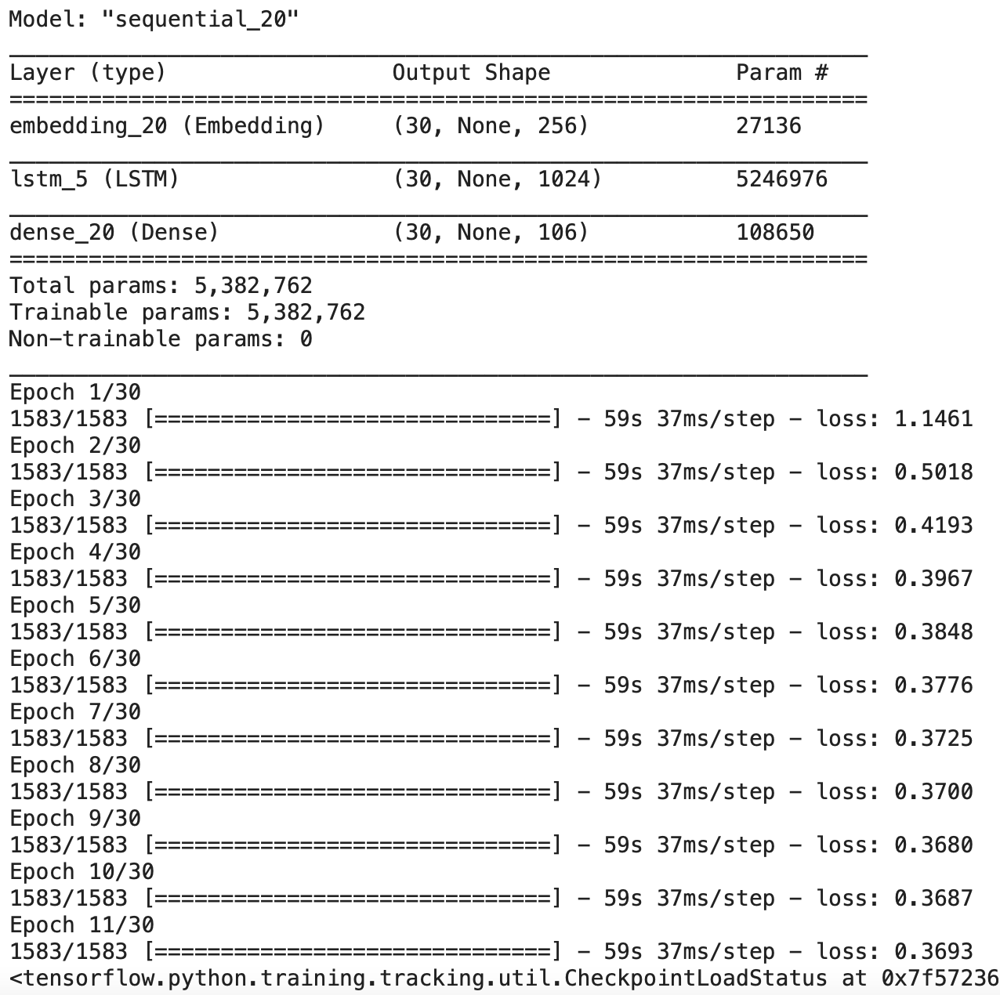 Model: "sequential_20"
_________________________________________________________________
Layer (type)                 Output Shape              Param #
=================================================================
embedding_20 (Embedding)     (30, None, 256)           27136
_________________________________________________________________
lstm_5 (LSTM)                (30, None, 1024)          5246976
_________________________________________________________________
dense_20 (Dense)             (30, None, 106)           108650
=================================================================
Total params: 5,382,762
Trainable params: 5,382,762
Non-trainable params: 0
_________________________________________________________________
Epoch 1/30
1583/1583 [==============================] - 59s 37ms/step - loss: 1.1461
Epoch 2/30
1583/1583 [==============================] - 59s 37ms/step - loss: 0.5018
Epoch 3/30
1583/1583 [==============================] - 59s 37ms/step - loss: 0.4193
Epoch 4/30
1583/1583 [==============================] - 59s 37ms/step - loss: 0.3967
Epoch 5/30
1583/1583 [==============================] - 59s 37ms/step - loss: 0.3848
Epoch 6/30
1583/1583 [==============================] - 59s 37ms/step - loss: 0.3776
Epoch 7/30
1583/1583 [==============================] - 59s 37ms/step - loss: 0.3725
Epoch 8/30
1583/1583 [==============================] - 59s 37ms/step - loss: 0.3700
Epoch 9/30
1583/1583 [==============================] - 59s 37ms/step - loss: 0.3680
Epoch 10/30
1583/1583 [==============================] - 59s 37ms/step - loss: 0.3687
Epoch 11/30
1583/1583 [==============================] - 59s 37ms/step - loss: 0.3693
<tensorflow.python.training.tracking.util.CheckpointLoadStatus at 0x7f57236